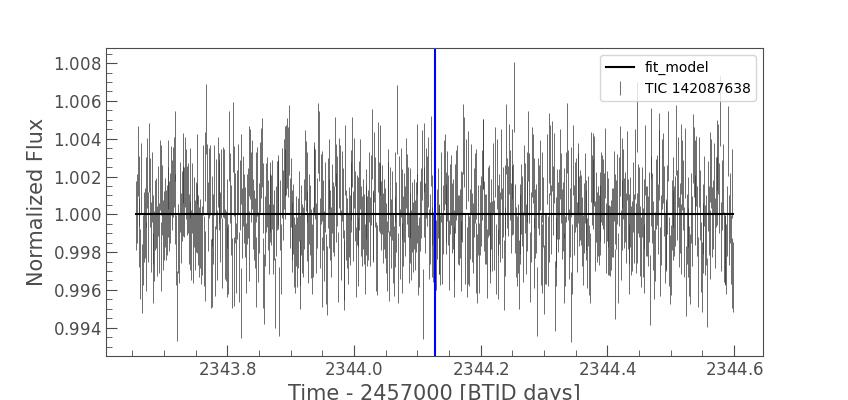 1.008
1.006
1.004
1.002
1.000
0.998
0.996
0.994
Normalized Flux
fit_model
TIC 142087638
2343.8 2344.0 2344.2 2344.4 2344.6
Time - 2457000 [BTJD days]